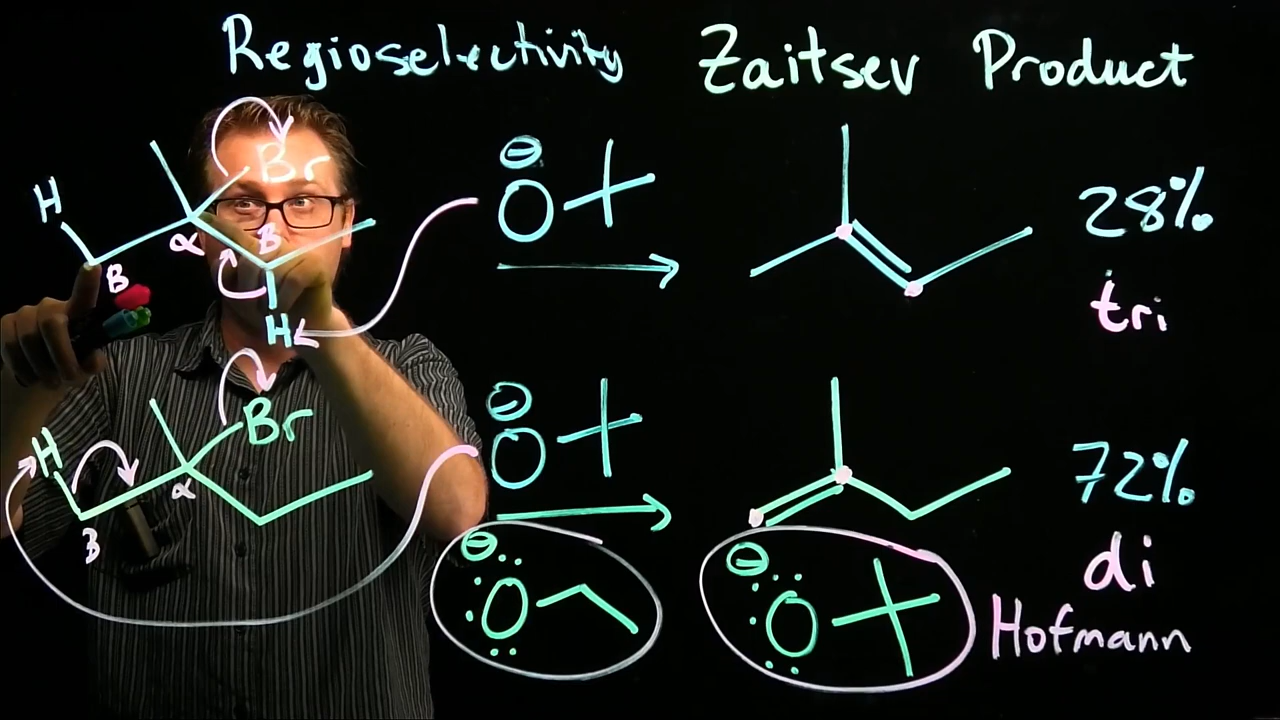 Regioselectivity Zaitsev Product
Br
H
α
B
B
H
⊖
O
28%
tri
Br
H
α
B
⊖
O
72%
di
⊖
O
⊖
O
Hofmann